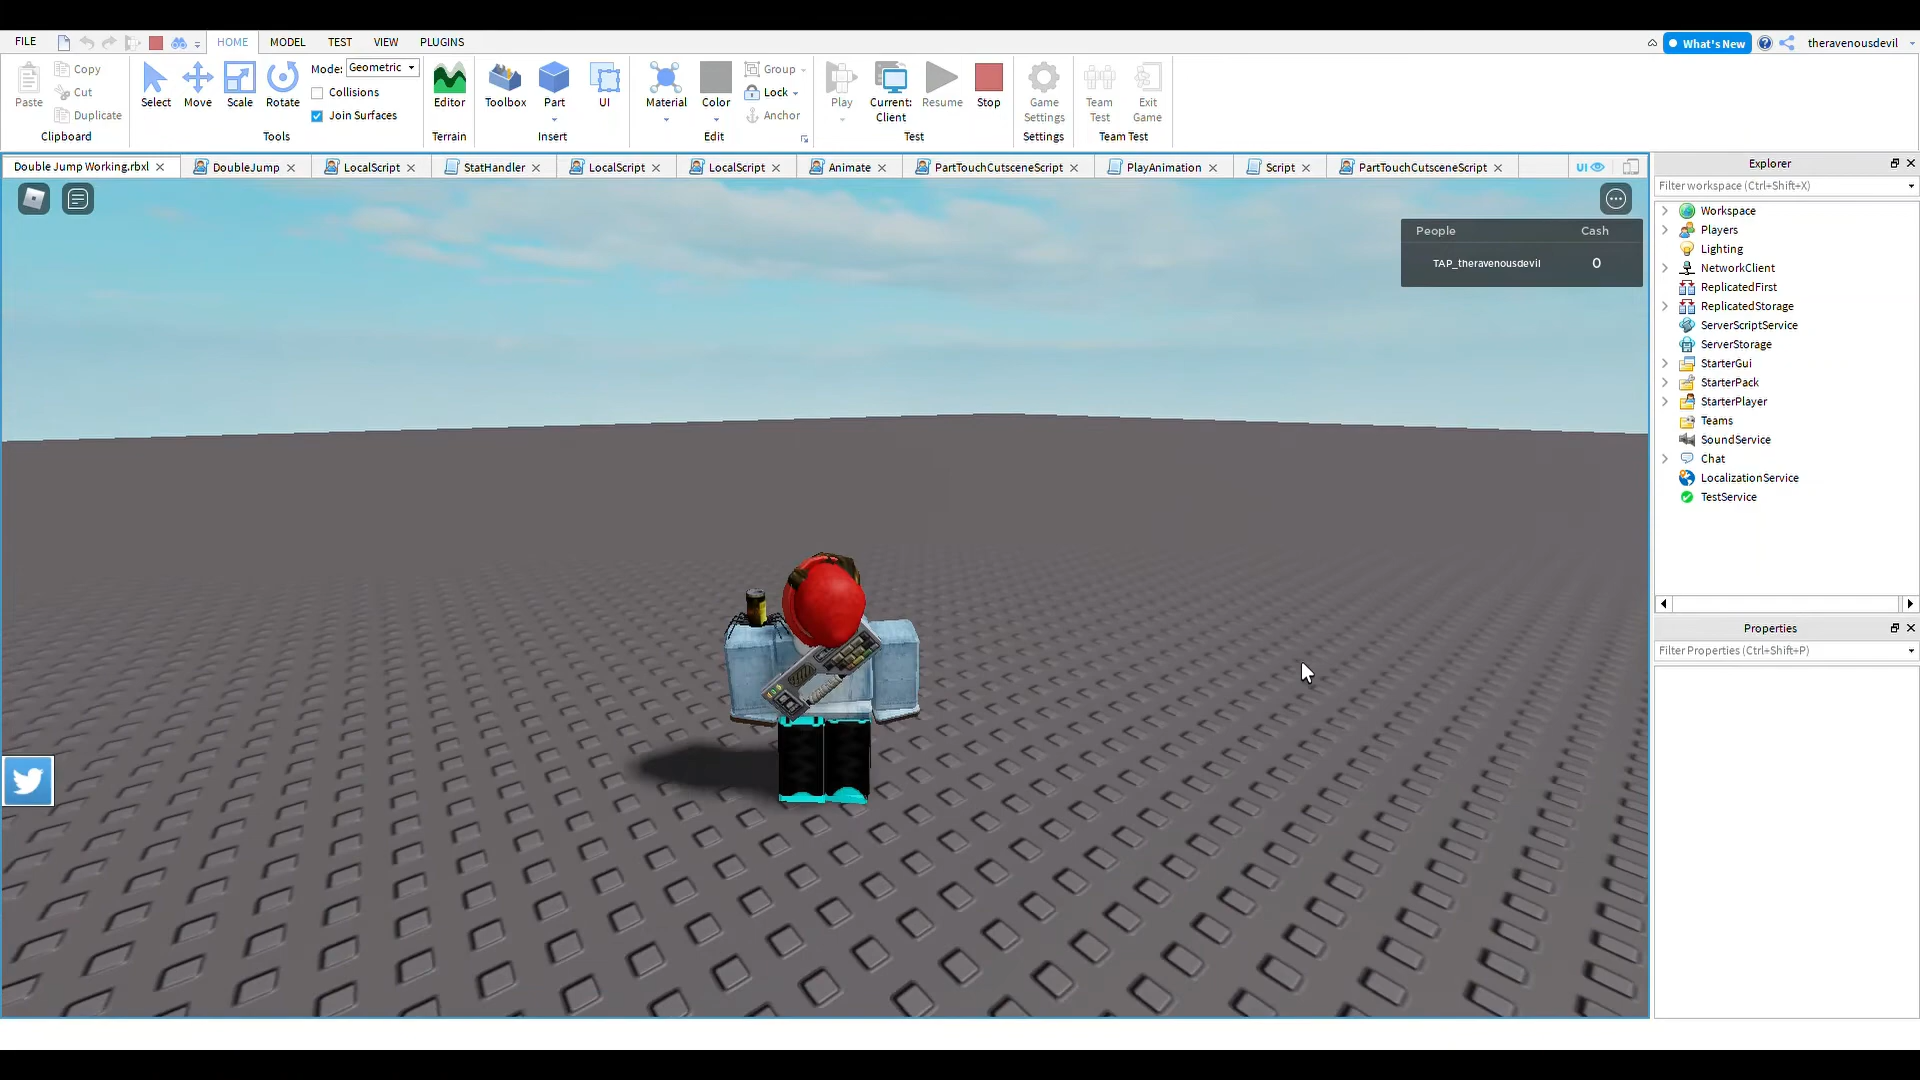 FILE HOME MODEL TEST VIEW PLUGINS What's New theravenousdevil
Paste Copy Cut Duplicate Clipboard
Select Move Scale Rotate Mode: Geometric Collisions Join Surfaces Tools
Editor Terrain
Toolbox Part UI Insert
Material Color Group Lock Anchor Edit
Play Current: Client Resume Stop Test
Game Settings Settings
Team Test Exit Game Team Test
Double Jump Working.rbxl DoubleJump LocalScript StatHandler LocalScript LocalScript Animate PartTouchCutsceneScript PlayAnimation Script PartTouchCutsceneScript UI
People Cash
TAP_theravenousdevil 0
Explorer
Filter workspace (Ctrl+Shift+X)
Workspace
Players
Lighting
NetworkClient
ReplicatedFirst
ReplicatedStorage
ServerScriptService
ServerStorage
StarterGui
StarterPack
StarterPlayer
Teams
SoundService
Chat
LocalizationService
TestService
Properties
Filter Properties (Ctrl+Shift+P)